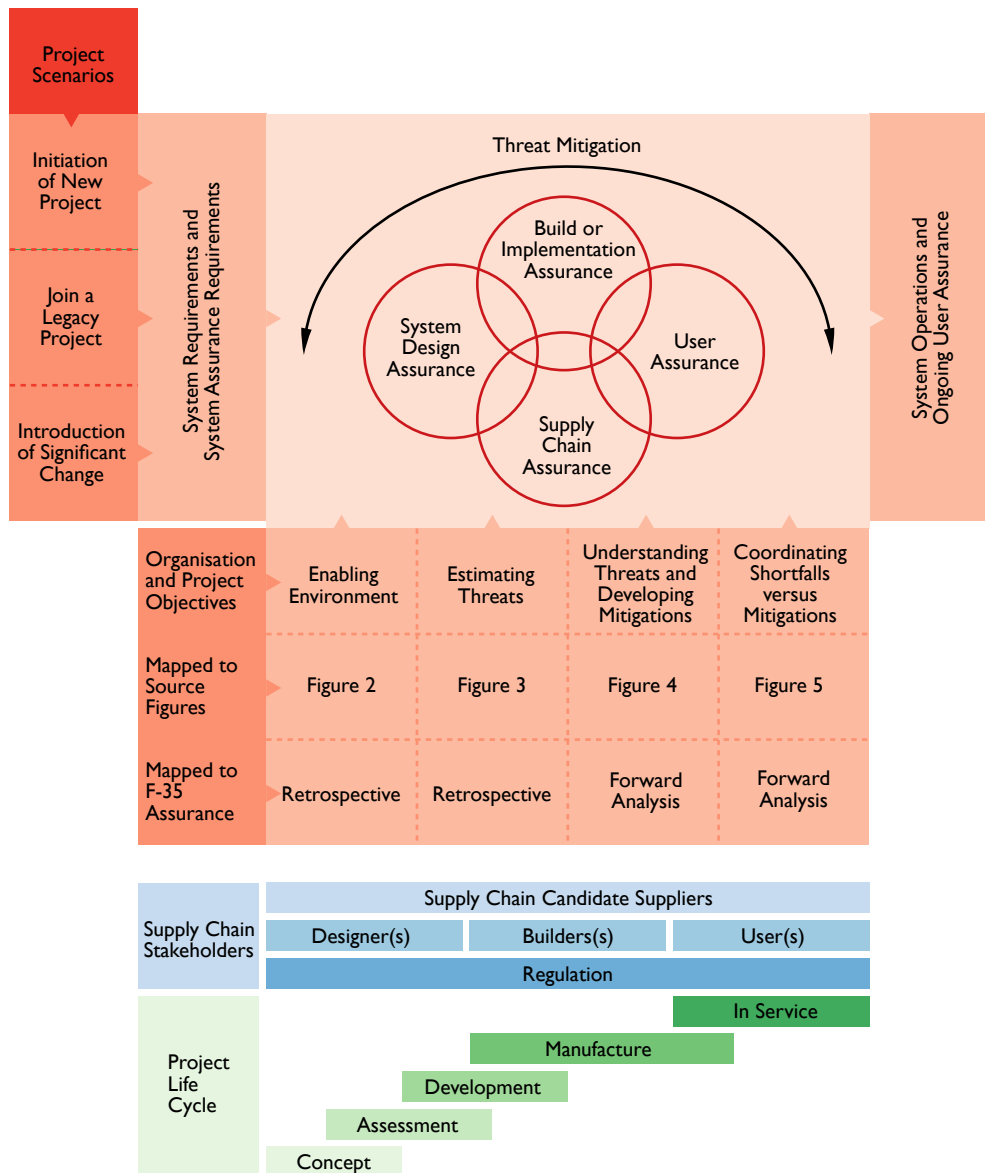 Project
Scenarios
Initiation
of New
Project
Join a
Legacy
Project
Introduction
of Significant
Change
System Requirements and
System Assurance Requirements
Threat Mitigation
Build or
Implementation
Assurance
System
Design
Assurance
User
Assurance
Supply
Chain
Assurance
System Operations and
Ongoing User Assurance
Organisation
and Project
Objectives
Enabling
Environment
Estimating
Threats
Understanding
Threats and
Developing
Mitigations
Coordinating
Shortfalls
versus
Mitigations
Mapped to
Source
Figures
Figure 2
Figure 3
Figure 4
Figure 5
Mapped to
F-35
Assurance
Retrospective
Retrospective
Forward
Analysis
Forward
Analysis
Supply Chain
Stakeholders
Supply Chain Candidate Suppliers
Designer(s)
Builders(s)
User(s)
Regulation
Project
Life
Cycle
In Service
Manufacture
Development
Assessment
Concept